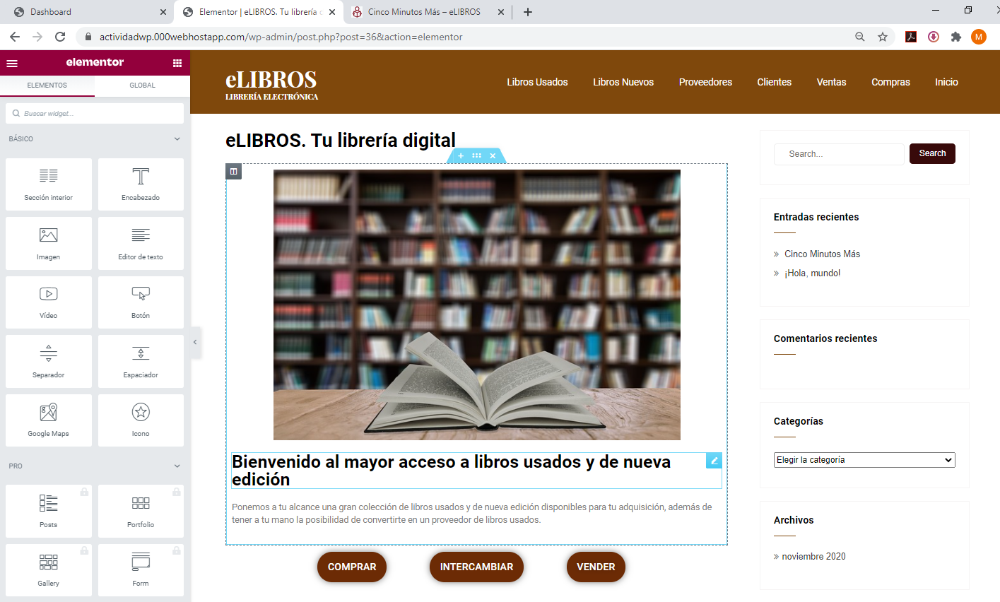 Dashboard
Elementor | eLIBROS. Tu librería d
Cinco Minutos Más – eLIBROS
actividadwp.000webhostapp.com/wp-admin/post.php?post=36&action=elementor
M
elementor
ELEMENTOS
GLOBAL
Buscar widget...
BÁSICO
Sección interior
Encabezado
Imagen
Editor de texto
Vídeo
Botón
Separador
Espaciador
Google Maps
Icono
PRO
Posts
Portfolio
Gallery
Form
eLIBROS
LIBRERÍA ELECTRÓNICA
Libros Usados
Libros Nuevos
Proveedores
Clientes
Ventas
Compras
Inicio
eLIBROS. Tu librería digital
Bienvenido al mayor acceso a libros usados y de nueva
edición
Ponemos a tu alcance una gran colección de libros usados y de nueva edición disponibles para tu adquisición, además de
tener a tu mano la posibilidad de convertirte en un proveedor de libros usados.
COMPRAR
INTERCAMBIAR
VENDER
Search...
Search
Entradas recientes
» Cinco Minutos Más
» ¡Hola, mundo!
Comentarios recientes
Categorías
Elegir la categoría
Archivos
» noviembre 2020